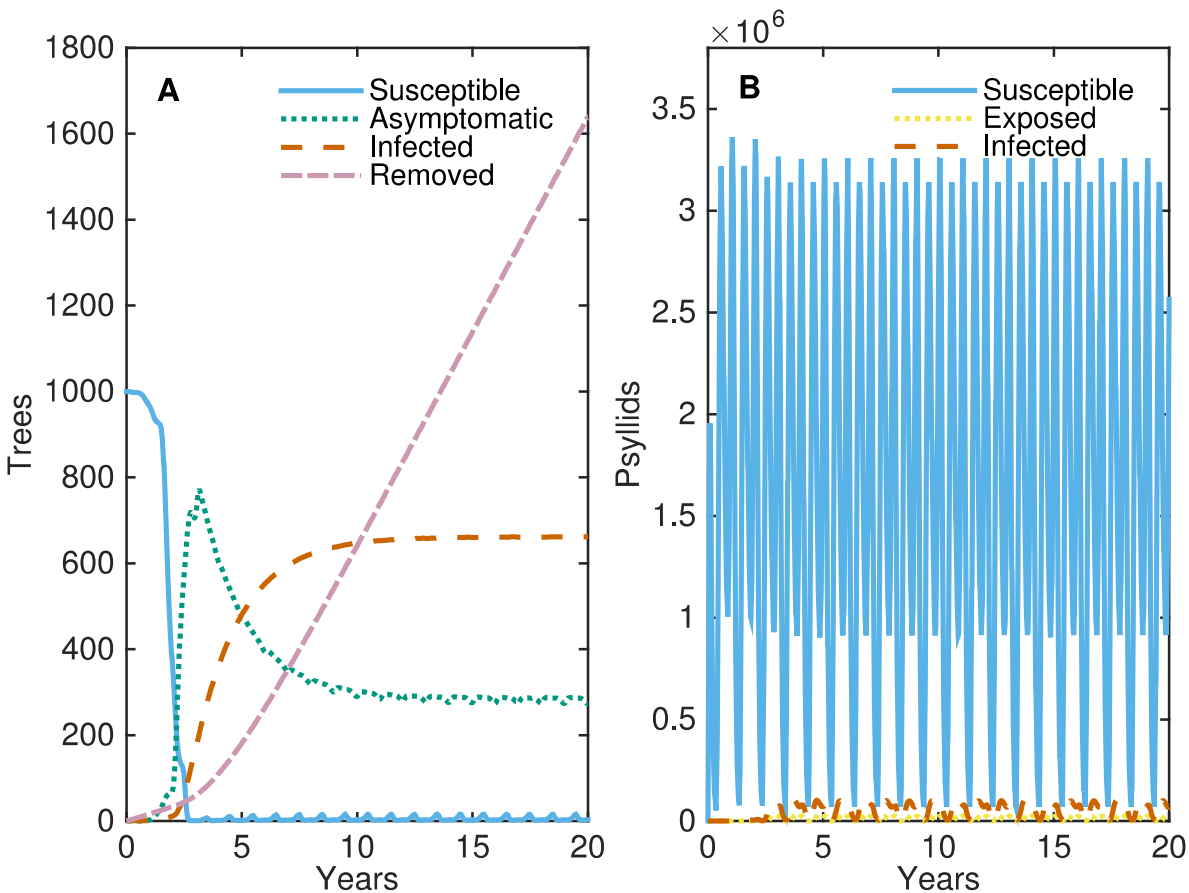 A
Susceptible
Asymptomatic
Infected
Removed
1800
1600
1400
1200
1000
800
600
400
200
0
Trees
0 5 10 15 20
Years
× 10^6
B
Susceptible
Exposed
Infected
3.5
3
2.5
2
1.5
1
0.5
0
Psyllids
0 5 10 15 20
Years